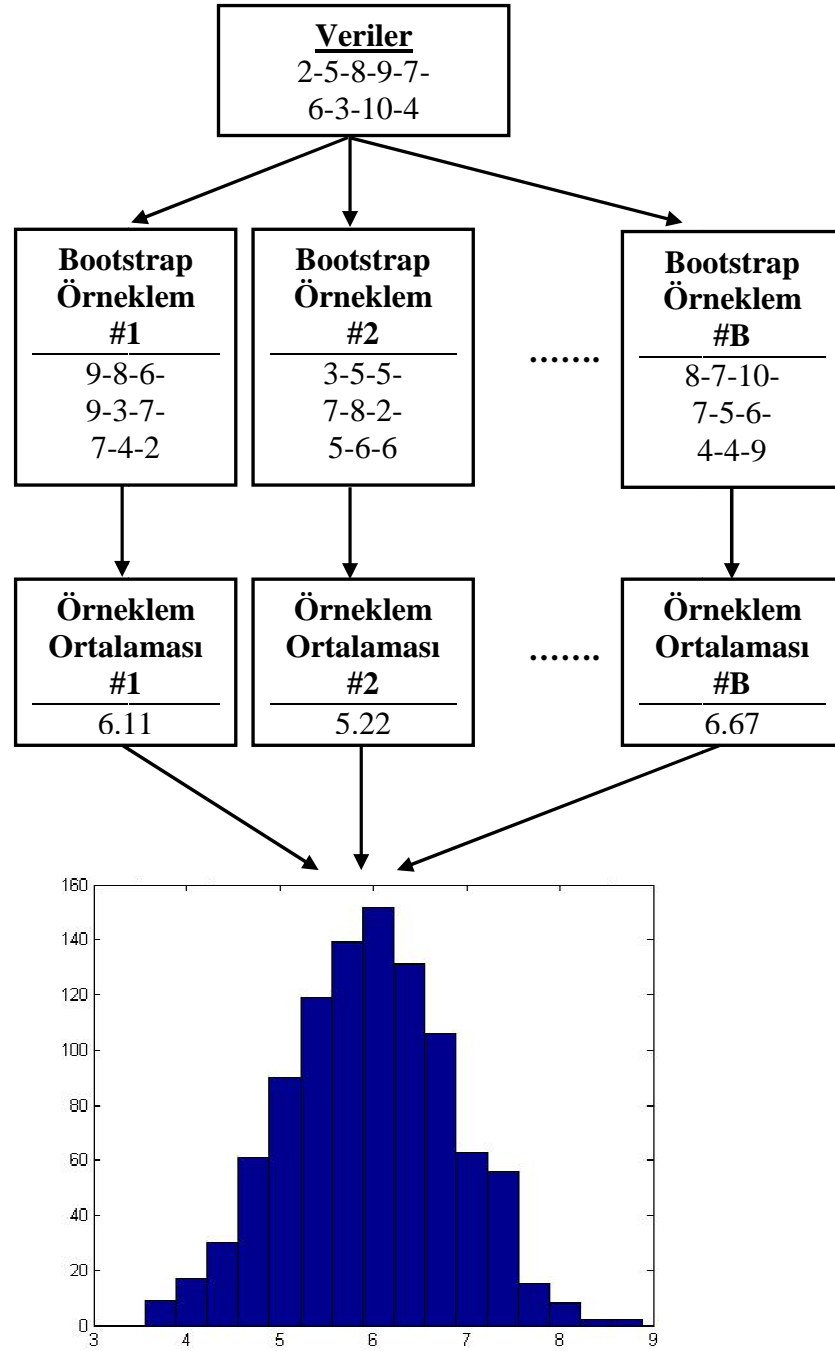 Veriler
2-5-8-9-7-
6-3-10-4
Bootstrap
Örneklem
#1
9-8-6-
9-3-7-
7-4-2
Bootstrap
Örneklem
#2
3-5-5-
7-8-2-
5-6-6
.......
Bootstrap
Örneklem
#B
8-7-10-
7-5-6-
4-4-9
Örneklem
Ortalaması
#1
6.11
Örneklem
Ortalaması
#2
5.22
.......
Örneklem
Ortalaması
#B
6.67
160
140
120
100
80
60
40
20
0
3 4 5 6 7 8 9